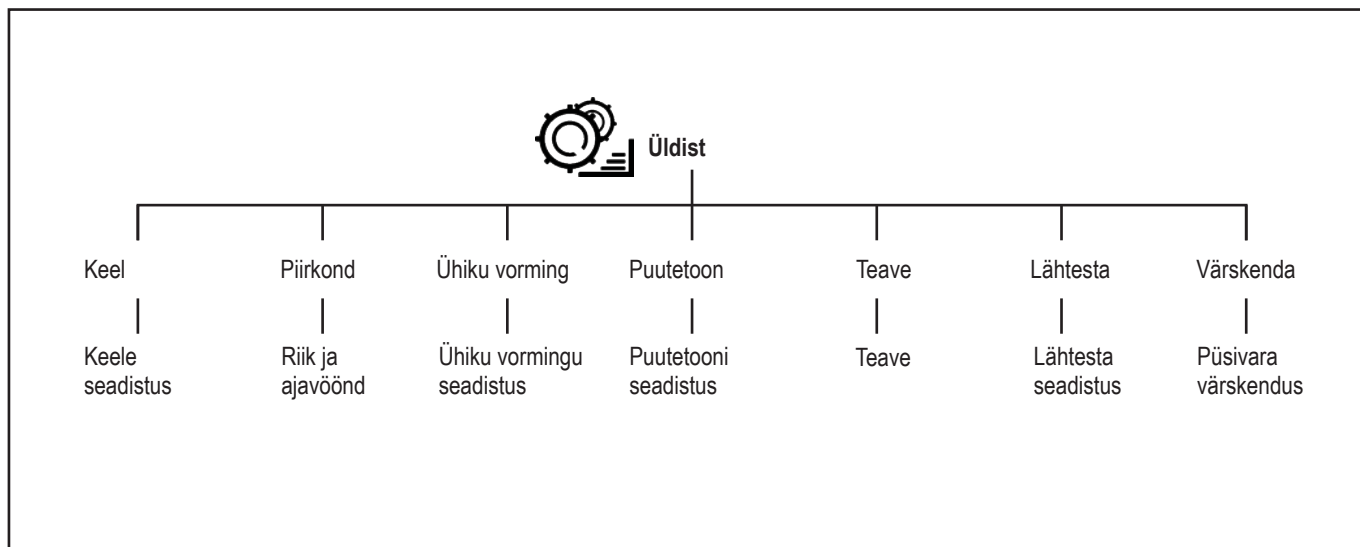 Üldist
Keel
Piirkond
Ühiku vorming
Puutetoon
Teave
Lähtesta
Värskenda
Keele
seadistus
Riik ja
ajavöönd
Ühiku vormingu
seadistus
Puutetooni
seadistus
Teave
Lähtesta
seadistus
Püsivara
värskendus